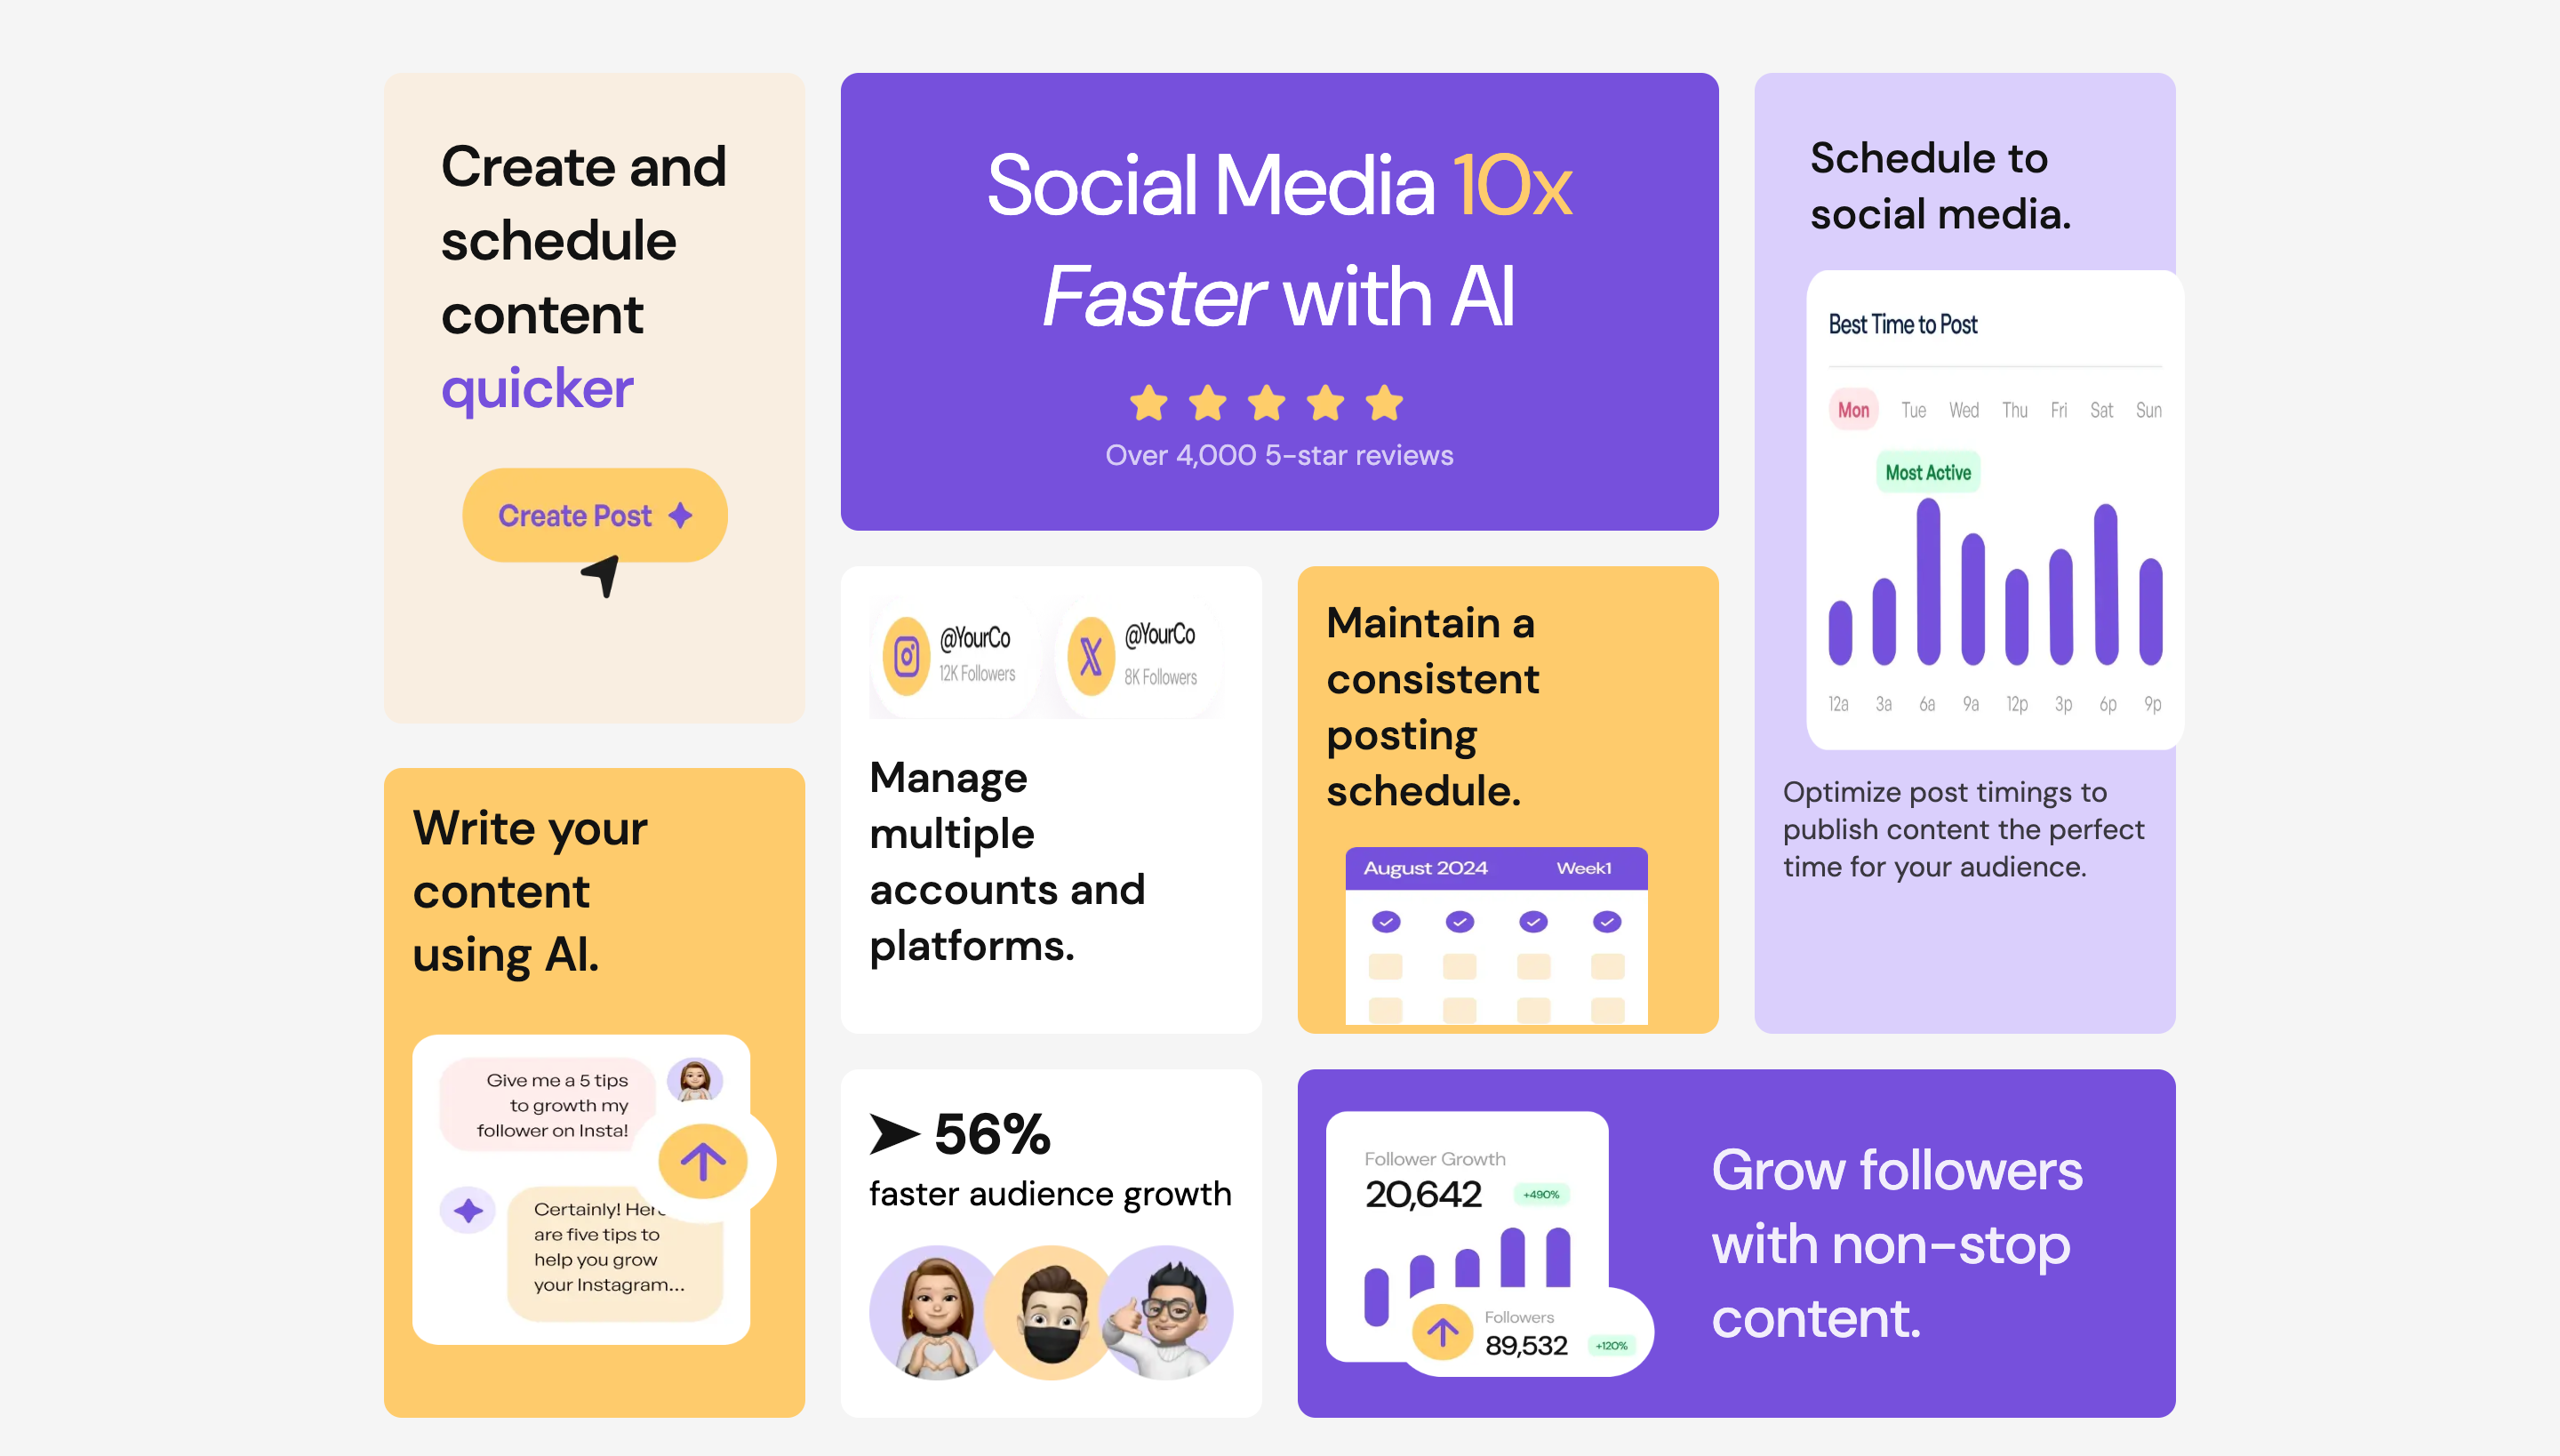 Create and
schedule
content
quicker
Create Post
Social Media 10x
Faster with AI
Over 4,000 5-star reviews
Schedule to
social media.
Best Time to Post
Mon Tue Wed Thu Fri Sat Sun
Most Active
12a 3a 6a 9a 12p 3p 6p 9p
Optimize post timings to
publish content the perfect
time for your audience.
@YourCo
12K Followers
@YourCo
8K Followers
Manage
multiple
accounts and
platforms.
Maintain a
consistent
posting
schedule.
August 2024 Week1
Write your
content
using AI.
Give me a 5 tips
to growth my
follower on Insta!
Certainly! Here
are five tips to
help you grow
your Instagram...
56%
faster audience growth
Follower Growth
20,642 +490%
Followers
89,532 +120%
Grow followers
with non-stop
content.